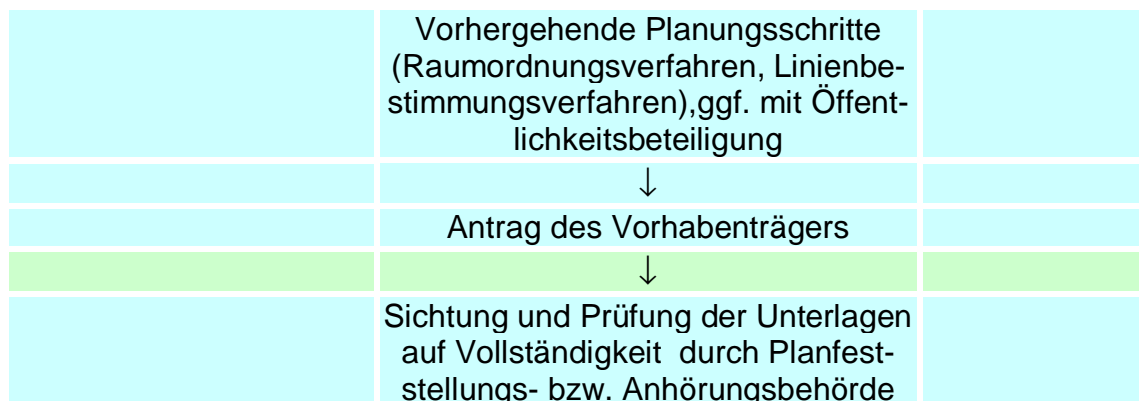 Vorhergehende Planungsschritte
(Raumordnungsverfahren, Linienbe-
stimmungsverfahren),ggf. mit Öffent-
lichkeitsbeteiligung
↓
Antrag des Vorhabenträgers
↓
Sichtung und Prüfung der Unterlagen
auf Vollständigkeit durch Planfest-
stellungs- bzw. Anhörungsbehörde